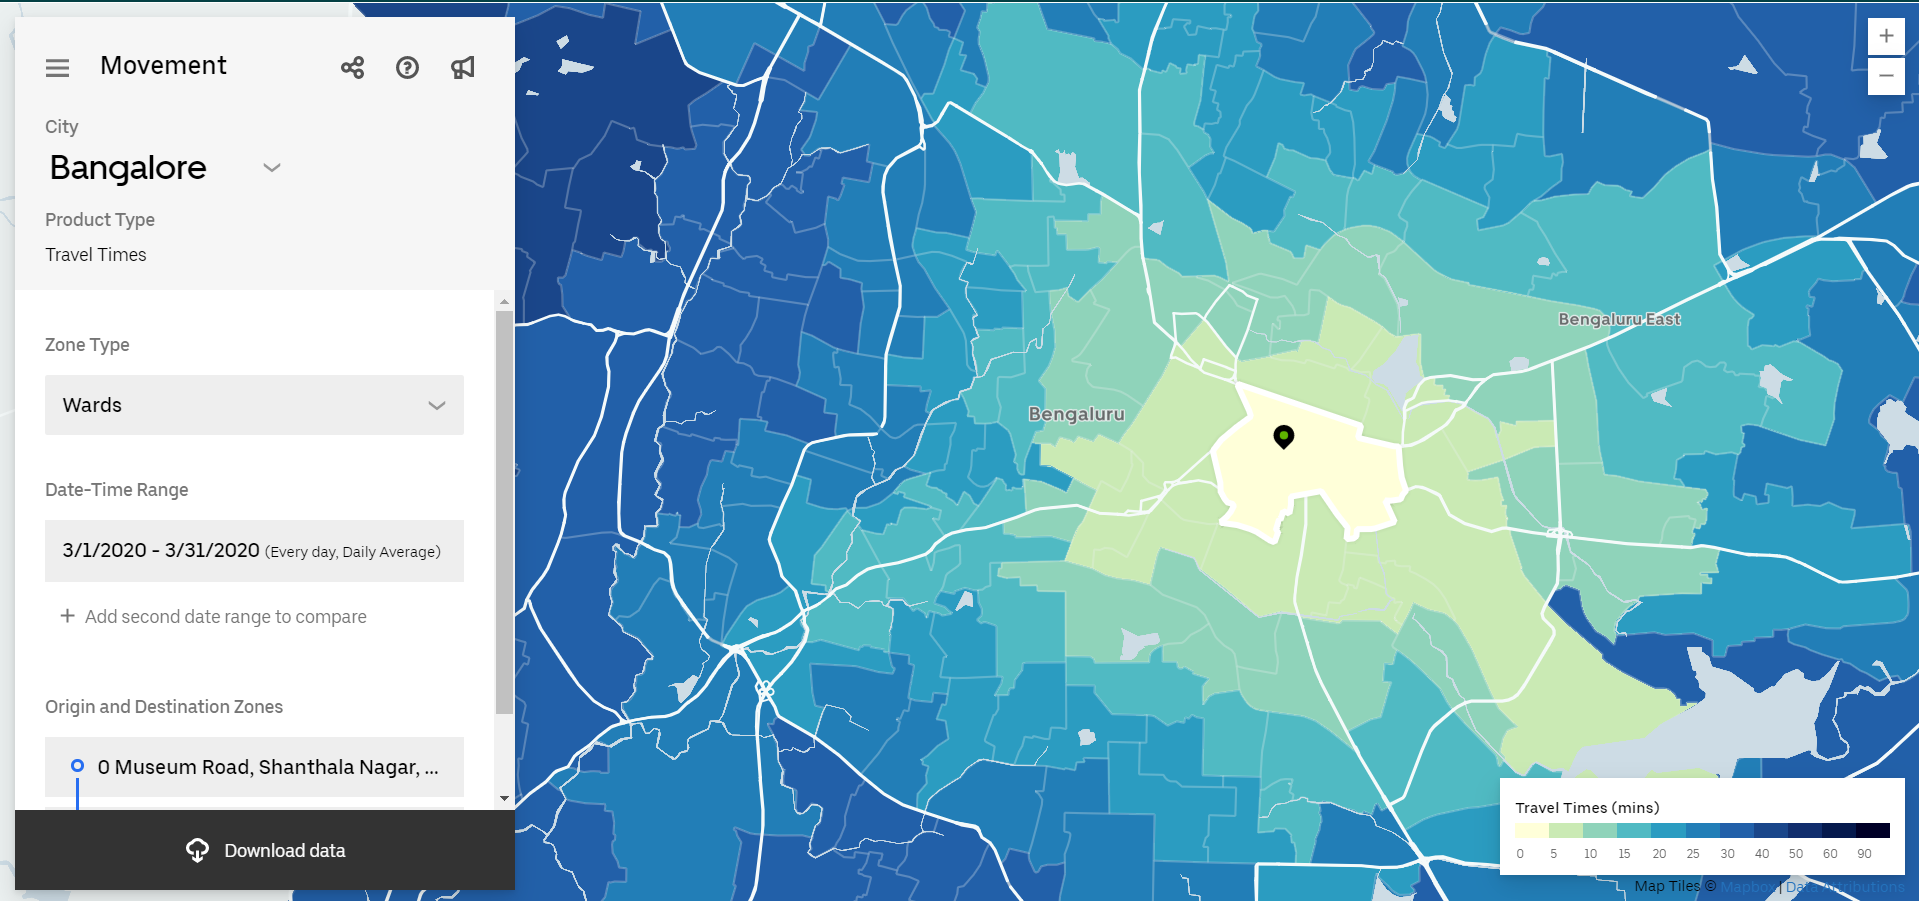 Movement
City
Bangalore
Product Type
Travel Times
Zone Type
Wards
Date-Time Range
3/1/2020 - 3/31/2020 (Every day, Daily Average)
+ Add second date range to compare
Origin and Destination Zones
0 Museum Road, Shanthala Nagar, ...
Download data
Bengaluru East
Bengaluru
+
−
Travel Times (mins)
0 5 10 15 20 25 30 40 50 60 90
Map Tiles © Mapbox | Data Attributions